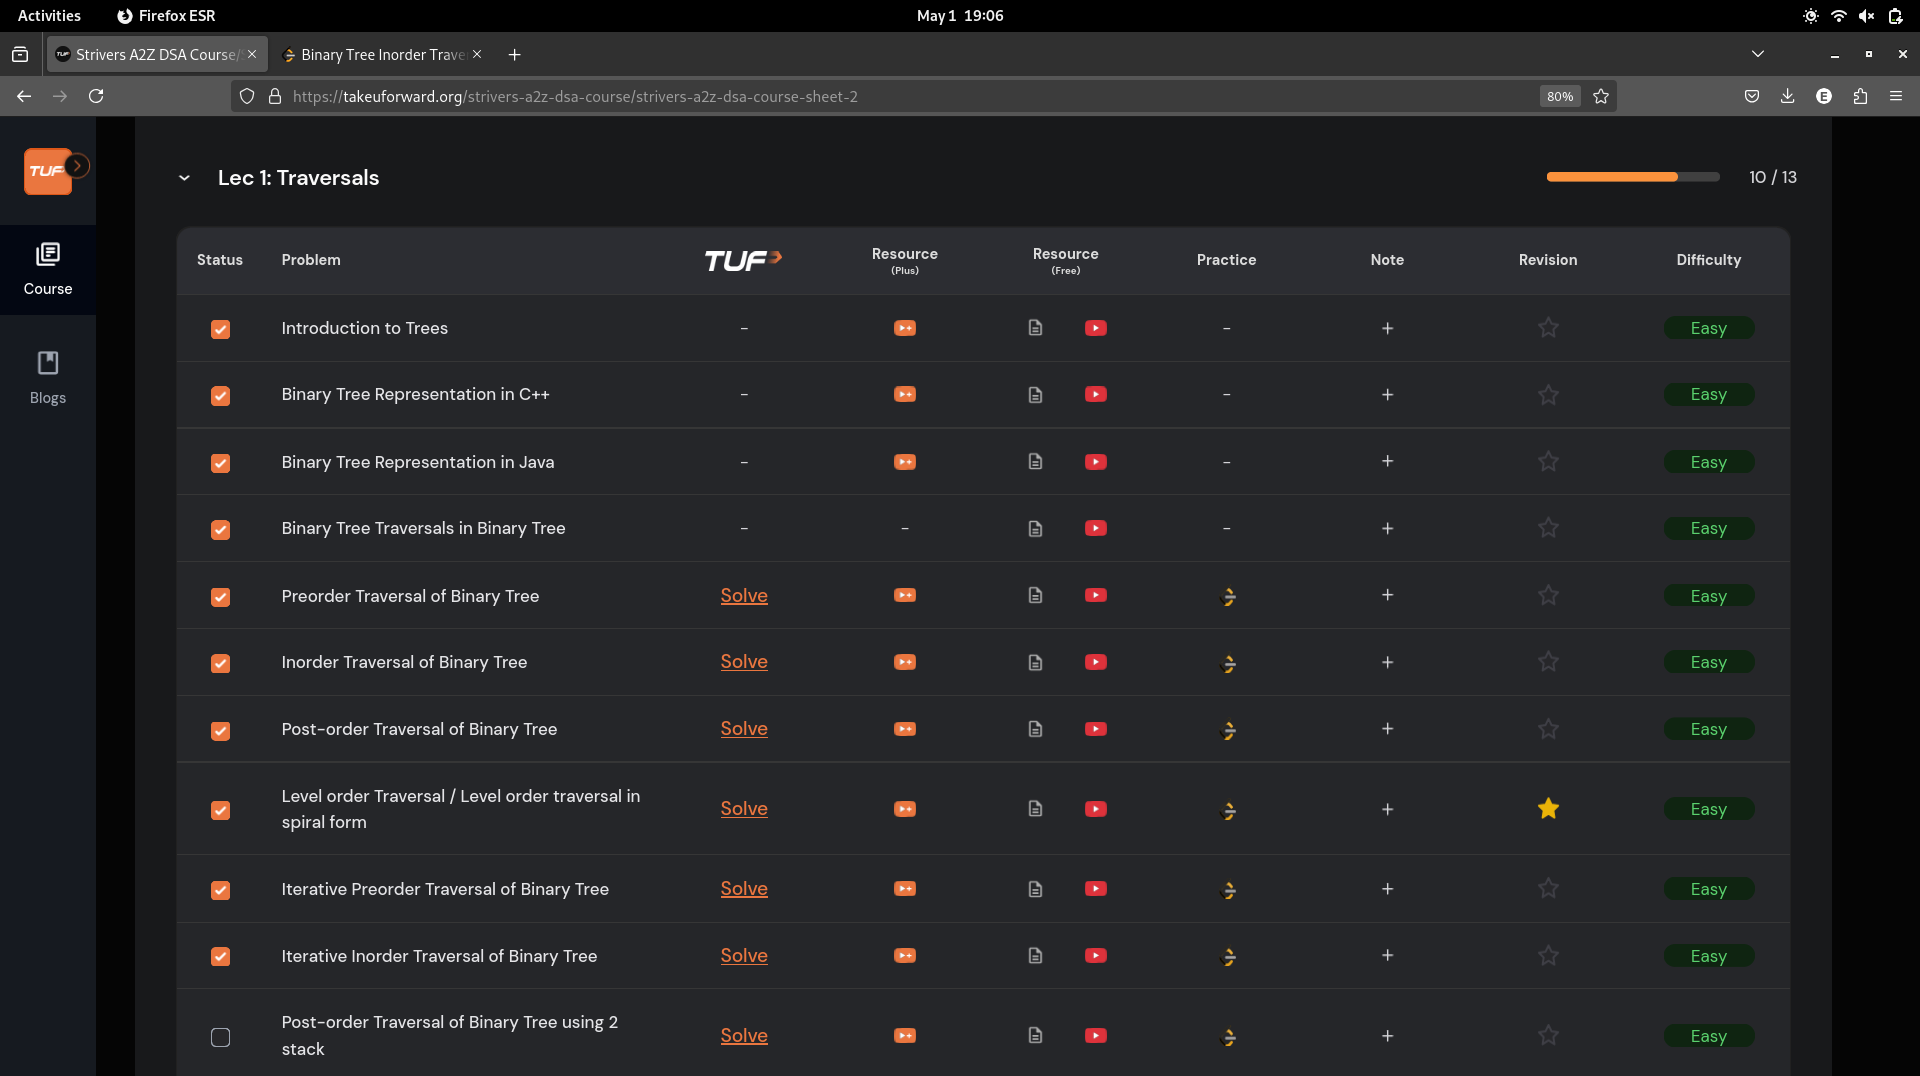 Activities Firefox ESR May 1 19:06
TUF Strivers A2Z DSA Course/ Binary Tree Inorder Trave
https://takeuforward.org/strivers-a2z-dsa-course/strivers-a2z-dsa-course-sheet-2 80% E
TUF
Course
Blogs
Lec 1: Traversals 10 / 13
Status Problem TUF Resource (Plus) Resource (Free) Practice Note Revision Difficulty
Introduction to Trees - - + Easy
Binary Tree Representation in C++ - - + Easy
Binary Tree Representation in Java - - + Easy
Binary Tree Traversals in Binary Tree - - - + Easy
Preorder Traversal of Binary Tree Solve + Easy
Inorder Traversal of Binary Tree Solve + Easy
Post-order Traversal of Binary Tree Solve + Easy
Level order Traversal / Level order traversal in
spiral form Solve + Easy
Iterative Preorder Traversal of Binary Tree Solve + Easy
Iterative Inorder Traversal of Binary Tree Solve + Easy
Post-order Traversal of Binary Tree using 2
stack Solve + Easy